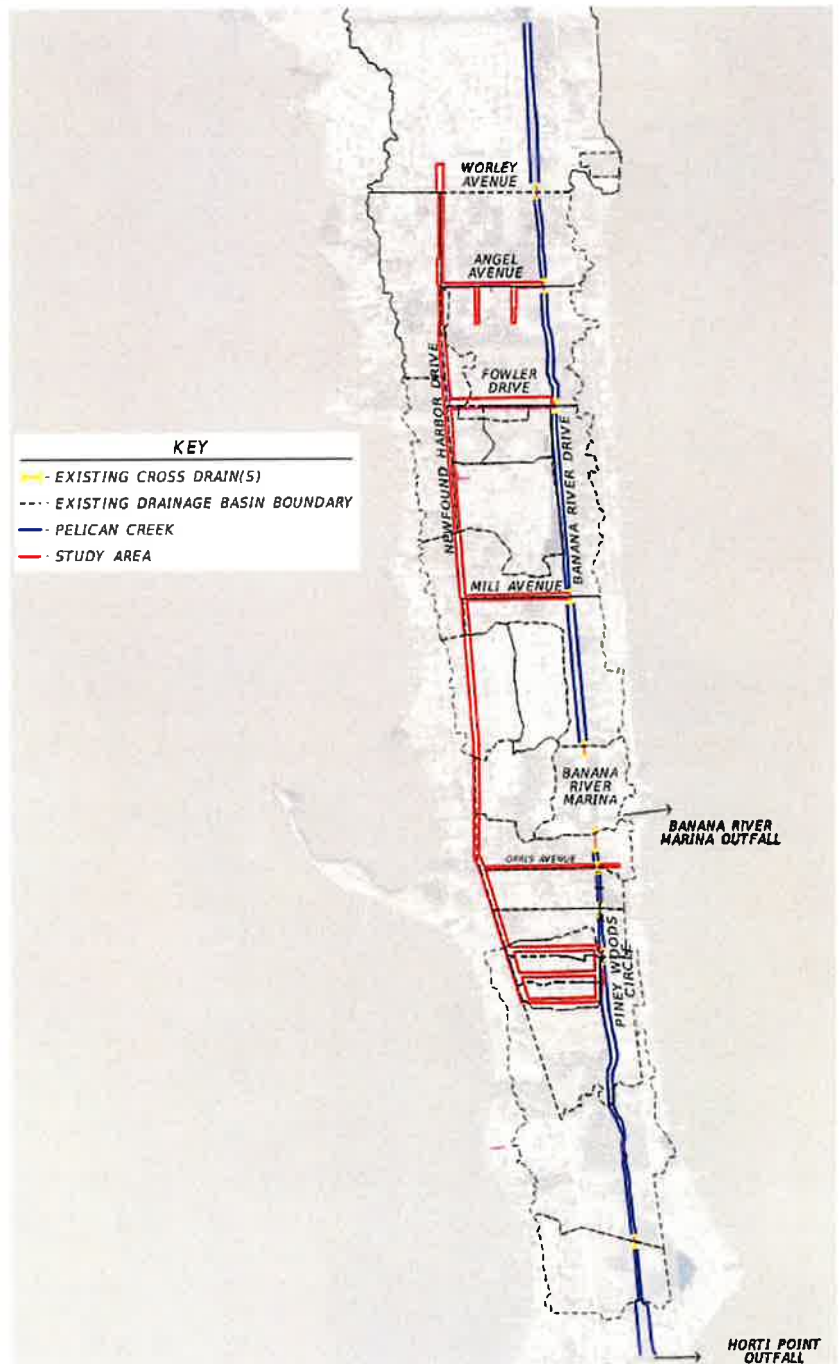 WORLEY
AVENUE
ANGEL
AVENUE
NEWFOUND HARBOR DRIVE
FOWLER
DRIVE
BANANA RIVER DRIVE
KEY
- EXISTING CROSS DRAIN(S)
- EXISTING DRAINAGE BASIN BOUNDARY
- PELICAN CREEK
- STUDY AREA
MILI AVENUE
BANANA
RIVER
MARINA
BANANA RIVER
MARINA OUTFALL
ORRIS AVENUE
PINEY WOODS
CIRCLE
HORTI POINT
OUTFALL